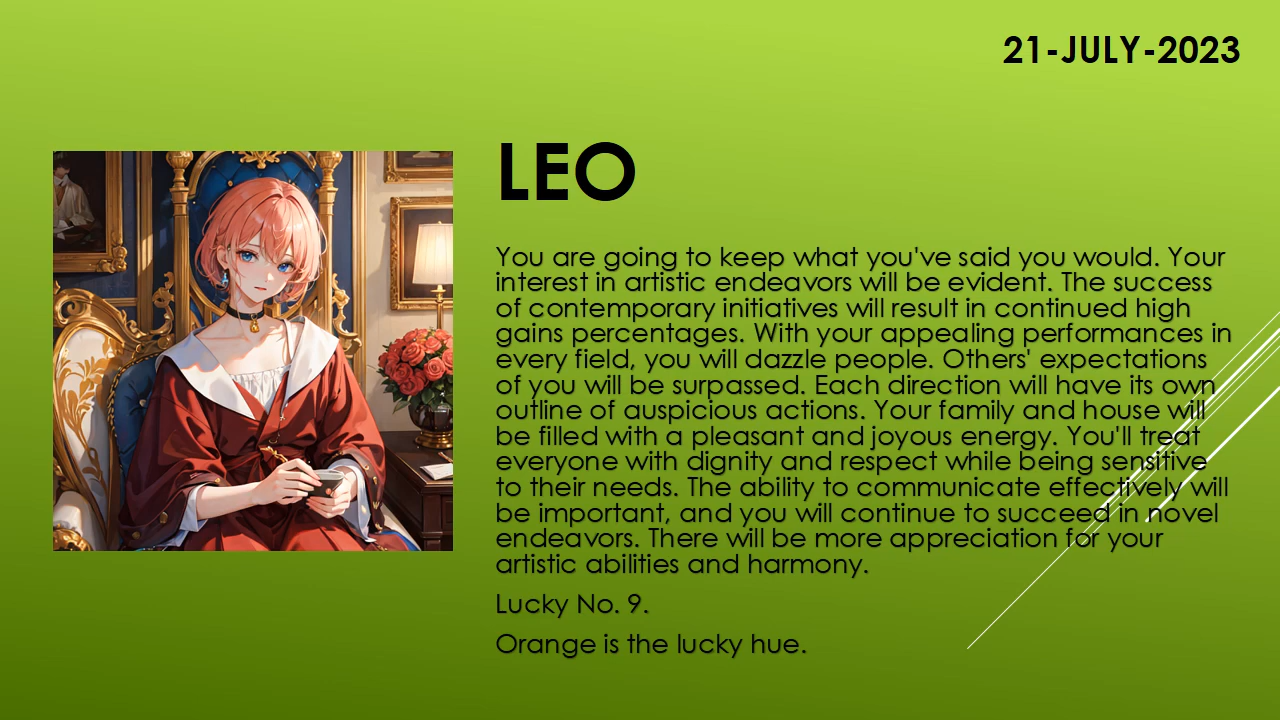 21-JULY-2023
LEO
You are going to keep what you've said you would. Your
interest in artistic endeavors will be evident. The success
of contemporary initiatives will result in continued high
gains percentages. With your appealing performances in
every field, you will dazzle people. Others' expectations
of you will be surpassed. Each direction will have its own
outline of auspicious actions. Your family and house will
be filled with a pleasant and joyous energy. You'll treat
everyone with dignity and respect while being sensitive
to their needs. The ability to communicate effectively will
be important, and you will continue to succeed in novel
endeavors. There will be more appreciation for your
artistic abilities and harmony.
Lucky No. 9.
Orange is the lucky hue.